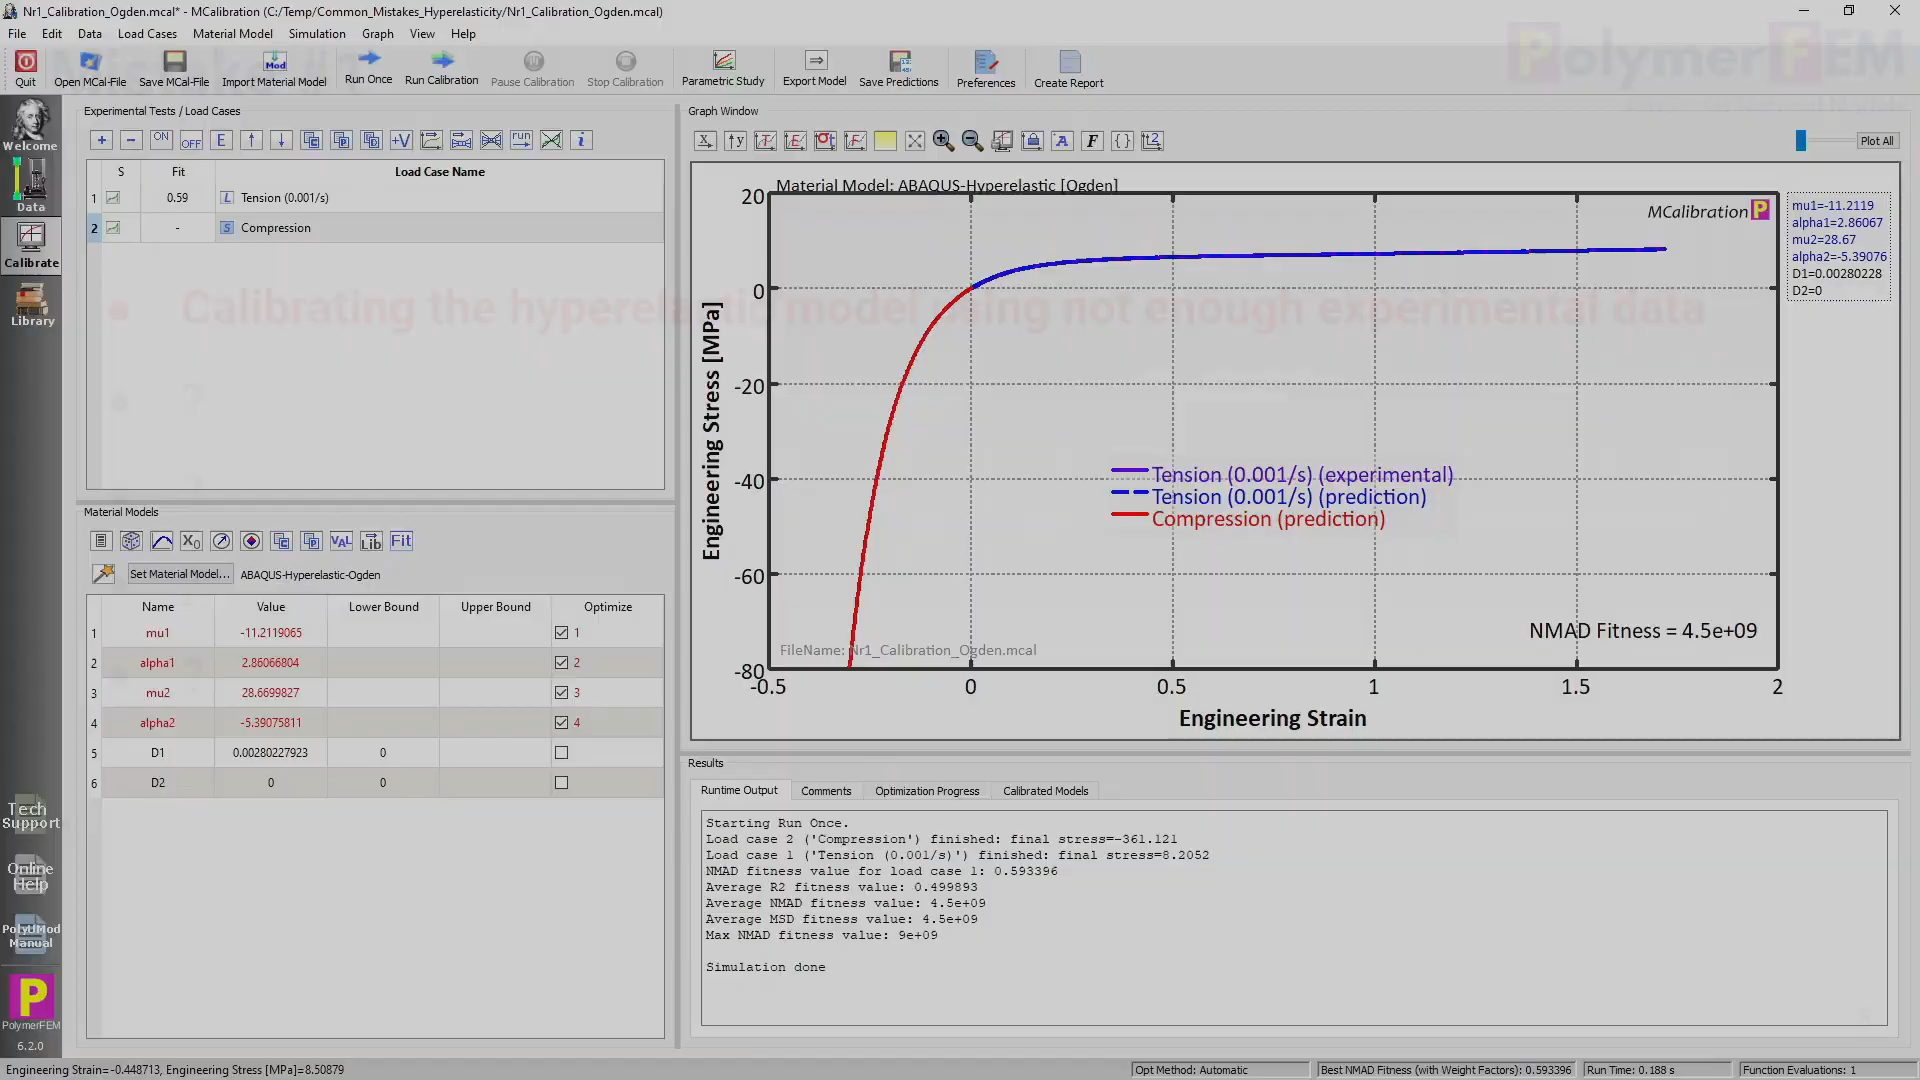 Nr1_Calibration_Ogden.mcal* - MCalibration (C:/Temp/Common_Mistakes_Hyperelasticity/Nr1_Calibration_Ogden.mcal)
File Edit Data Load Cases Material Model Simulation Graph View Help
PolymerFEM
Quit Open MCal-File Save MCal-File Import Material Model Run Once Run Calibration Pause Calibration Stop Calibration Parametric Study Export Model Save Predictions Preferences Create Report
Welcome
Data
Calibrate
Library
Tech
Support
Online
Help
PolyUMod
Manual
PolymerFEM
6.2.0
Experimental Tests / Load Cases
+ - ON OFF E +V run i
S Fit Load Case Name
1 0.59 L Tension (0.001/s)
2 - S Compression
Calibrating the hyperelastic model using not enough experimental data
?
?
Material Models
X0 VAL Lib Fit
Set Material Model... ABAQUS-Hyperelastic-Ogden
Name Value Lower Bound Upper Bound Optimize
1 mu1 -11.2119065 1
2 alpha1 2.86066804 2
3 mu2 28.6699827 3
4 alpha2 -5.39075811 4
5 D1 0.00280227923 0
6 D2 0 0
Graph Window
Plot All
Material Model: ABAQUS-Hyperelastic [Ogden]
MCalibration
mu1=-11.2119
alpha1=2.86067
mu2=28.67
alpha2=-5.39076
D1=0.00280228
D2=0
20
0
-20
-40
-60
-80
Engineering Stress [MPa]
Tension (0.001/s) (experimental)
Tension (0.001/s) (prediction)
Compression (prediction)
NMAD Fitness = 4.5e+09
FileName: Nr1_Calibration_Ogden.mcal
-0.5 0 0.5 1 1.5 2
Engineering Strain
Results
Runtime Output Comments Optimization Progress Calibrated Models
Starting Run Once.
Load case 2 ('Compression') finished: final stress=-361.121
Load case 1 ('Tension (0.001/s)') finished: final stress=8.2052
NMAD fitness value for load case 1: 0.593396
Average R2 fitness value: 0.499893
Average NMAD fitness value: 4.5e+09
Average MSD fitness value: 4.5e+09
Max NMAD fitness value: 9e+09
Simulation done
Engineering Strain=-0.448713, Engineering Stress [MPa]=8.50879
Opt Method: Automatic
Best NMAD Fitness (with Weight Factors): 0.593396
Run Time: 0.188 s
Function Evaluations: 1